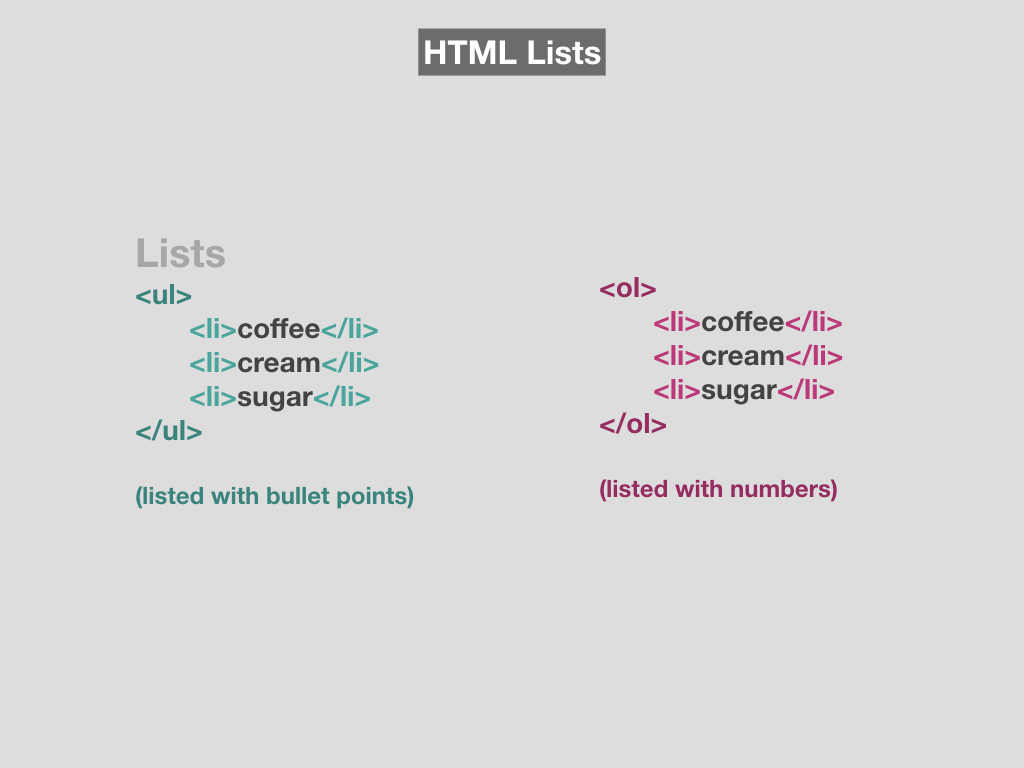 HTML Lists
Lists
<ul>
<li>coffee</li>
<li>cream</li>
<li>sugar</li>
</ul>
(listed with bullet points)
<ol>
<li>coffee</li>
<li>cream</li>
<li>sugar</li>
</ol>
(listed with numbers)